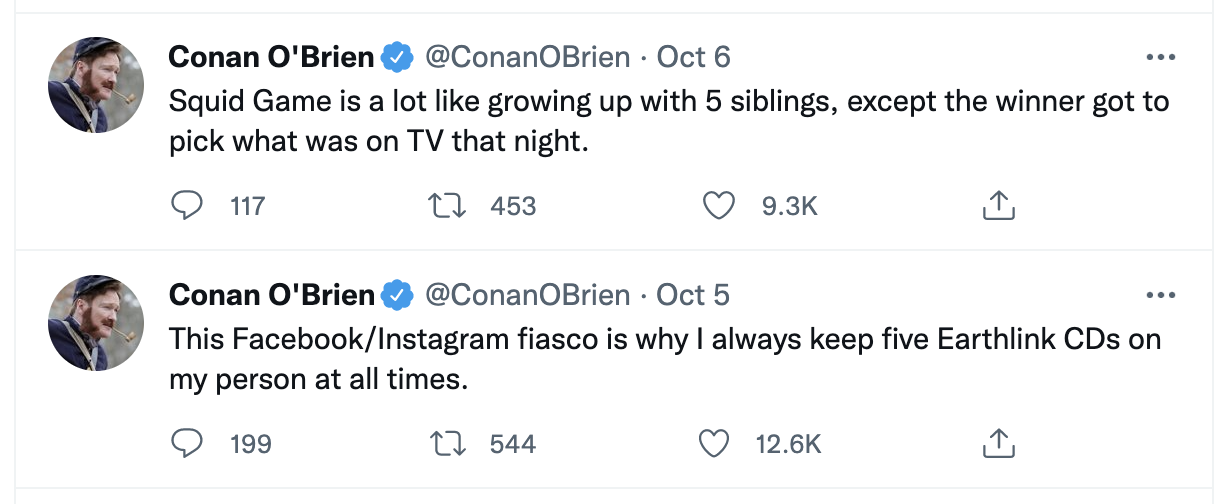 Conan O'Brien @ConanOBrien · Oct 6
Squid Game is a lot like growing up with 5 siblings, except the winner got to
pick what was on TV that night.
117 453 9.3K
Conan O'Brien @ConanOBrien · Oct 5
This Facebook/Instagram fiasco is why I always keep five Earthlink CDs on
my person at all times.
199 544 12.6K